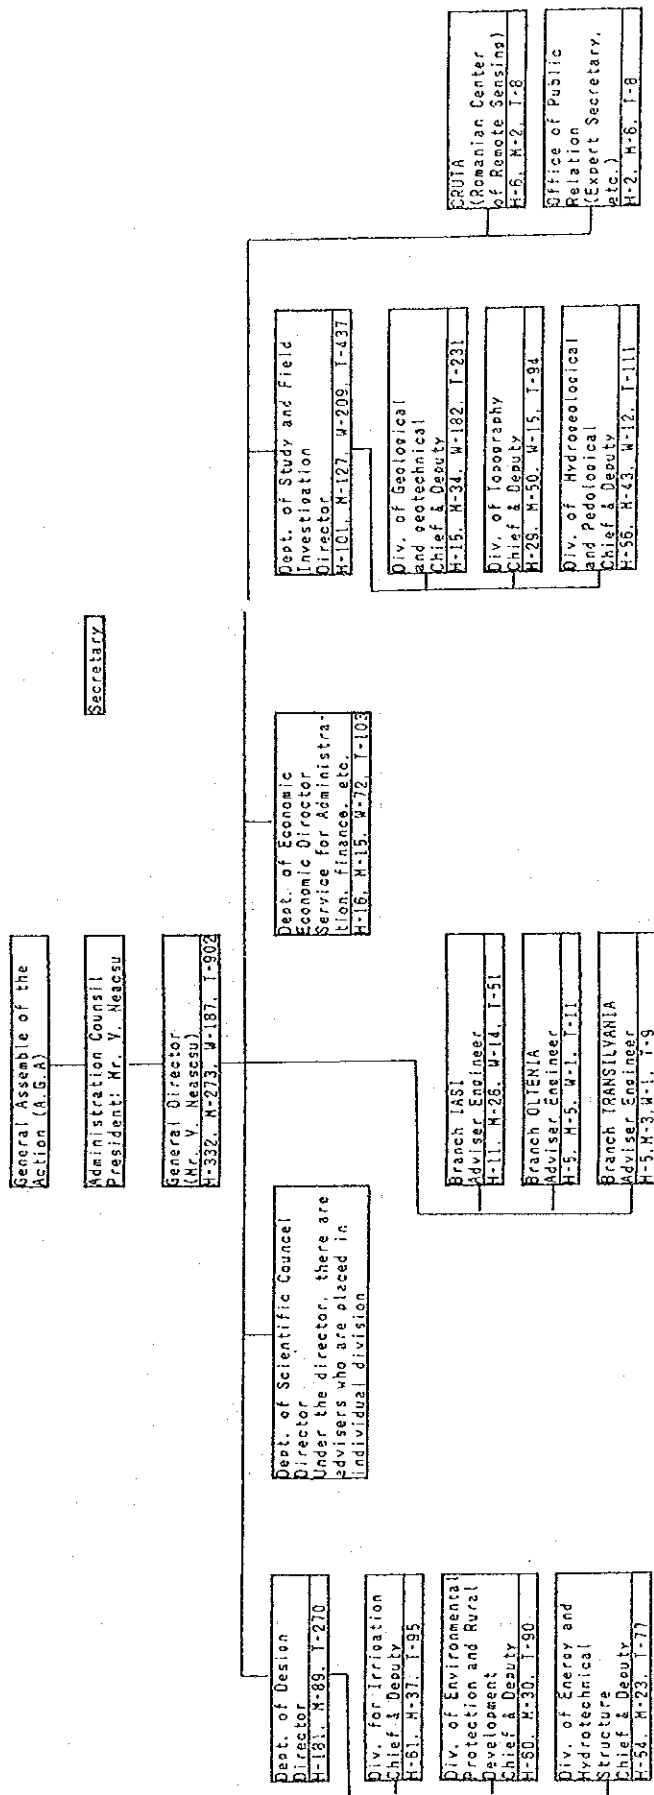 General Assemble of the
Action (A.G.A)
Administration Counsil
President: Mr. V. Neacsu
Secretary
General Director
(Mr. V. Neascsu)
H-332, M-273, W-187, T-902
Dept. of Design
Director
H-181, M-89, T-270
Div. for Irrigation
Chief & Deputy
H-61, M-37, T-95
Div. of Environmental
Protection and Rural
Development
Chief & Deputy
H-60, M-30, T-90
Div. of Energy and
Hydrotechnical
Structure
Chief & Deputy
H-54, M-23, T-77
Dept. of Scientific Councel
Director
Under the director, there are
advisers who are placed in
individual division
Branch IASI
Adviser Engineer
H-11, M-26, W-14, T-51
Branch OLTENIA
Adviser Engineer
H-5, M-5, W-1, T-11
Branch TRANSILVANIA
Adviser Engineer
H-5,M-3,W-1, T-9
Dept. of Economic
Economic Director
Service for Administra-
tion, finance, etc.
H-16, M-15, W-72, T-103
Dept. of Study and Field
Investigation
Director
H-101, M-127, W-209, T-437
Div. of Geological
and geotechnical
Chief & Deputy
H-15, M-34, W-182, T-231
Div. of Topography
Chief & Deputy
H-29, M-50, W-15, T-94
Div. of Hydrogeological
and Pedological
Chief & Deputy
H-56, M-43, W-12, T-111
CRUTA
(Romanian Center
of Remote Sensing)
H-6, M-2, T-8
Office of Public
Relation
(Expert Secretary,
etc.)
H-2, M-6, T-8